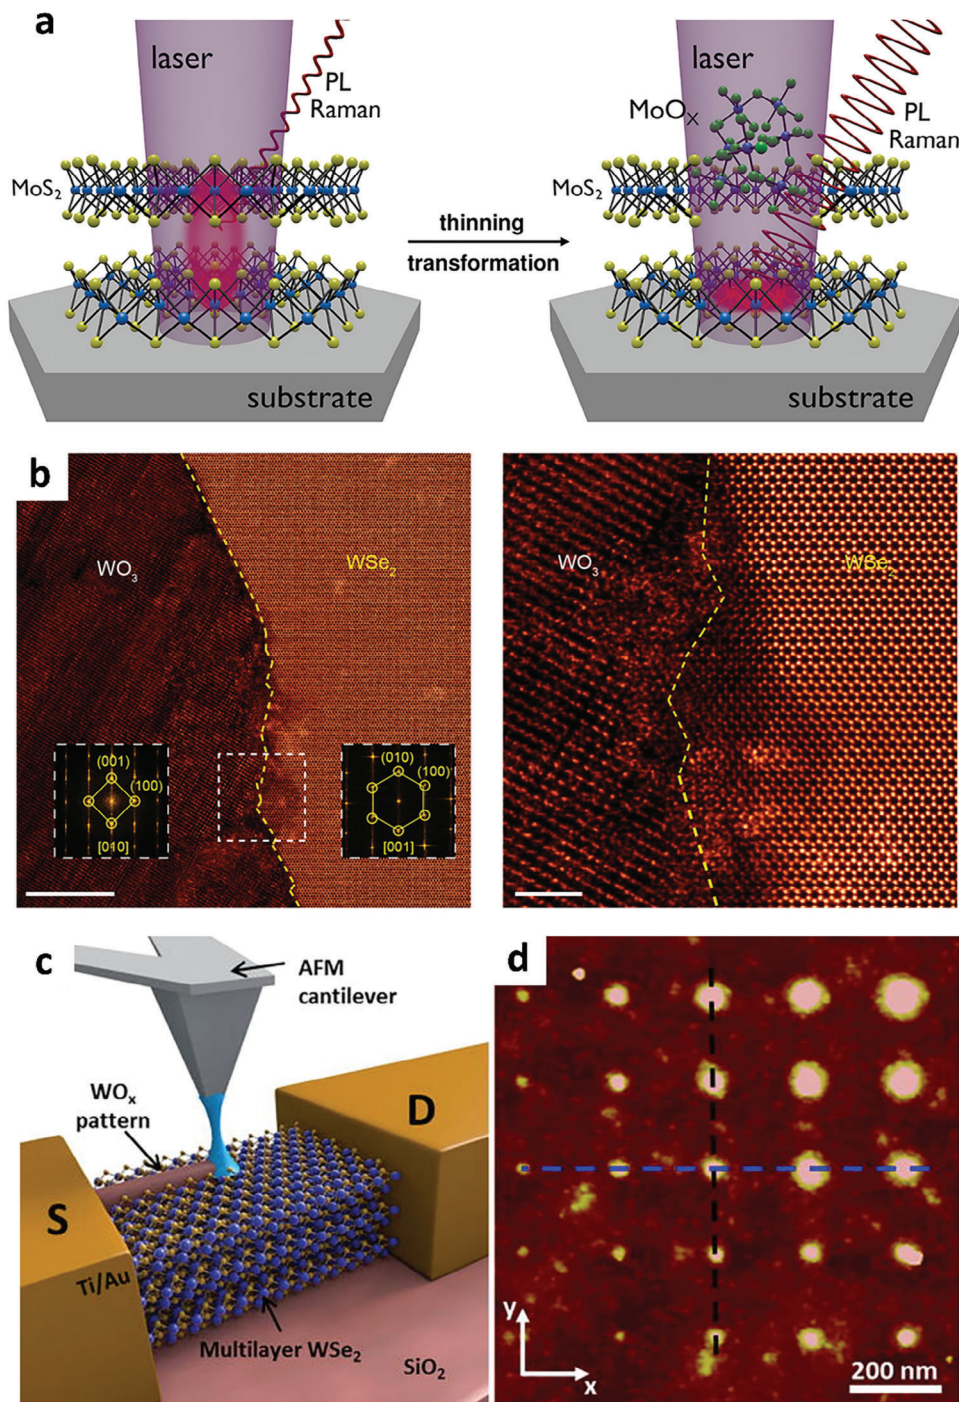 a
laser
PL
Raman
MoS₂
substrate
thinning
transformation
laser
MoOₓ
PL
Raman
MoS₂
substrate
b
WO₃
WSe₂
(001)
(100)
[010]
(010)
(100)
[001]
WO₃
WSe₂
c
AFM
cantilever
WOₓ
pattern
D
S
Ti/Au
Multilayer WSe₂
SiO₂
d
y
x
200 nm